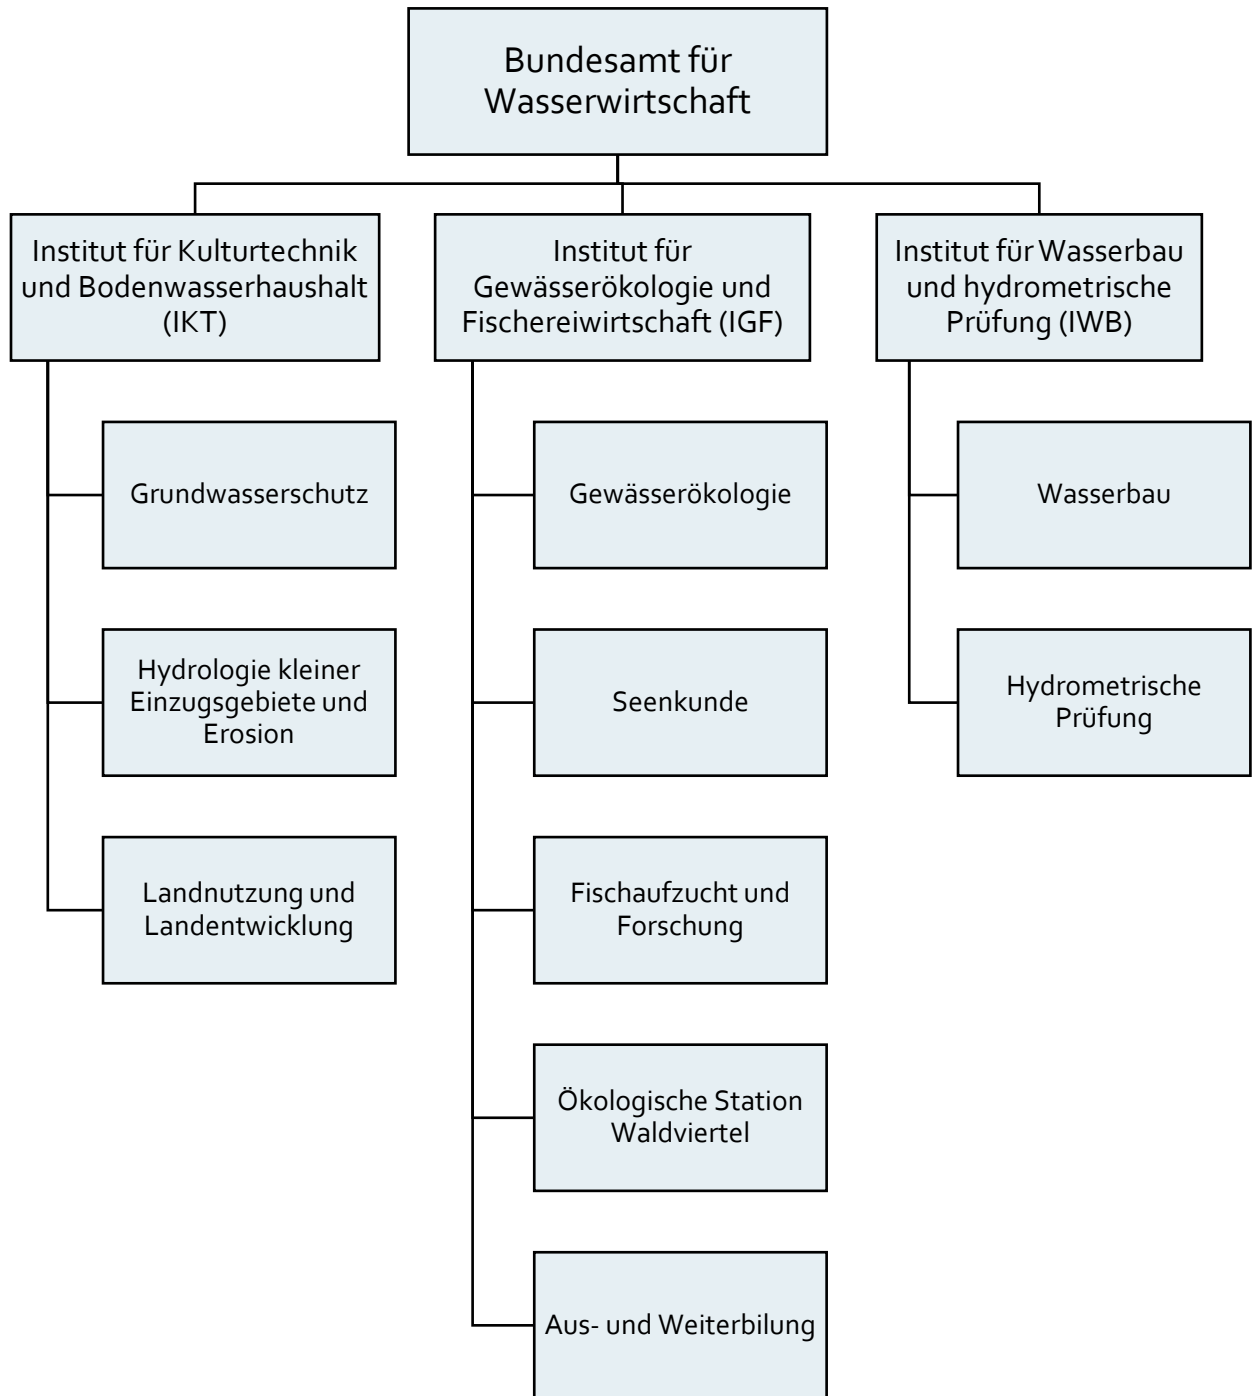 Bundesamt für
Wasserwirtschaft
Institut für Kulturtechnik
und Bodenwasserhaushalt
(IKT)
Grundwasserschutz
Hydrologie kleiner
Einzugsgebiete und
Erosion
Landnutzung und
Landentwicklung
Institut für
Gewässerökologie und
Fischereiwirtschaft (IGF)
Gewässerökologie
Seenkunde
Fischaufzucht und
Forschung
Ökologische Station
Waldviertel
Aus- und Weiterbilung
Institut für Wasserbau
und hydrometrische
Prüfung (IWB)
Wasserbau
Hydrometrische
Prüfung